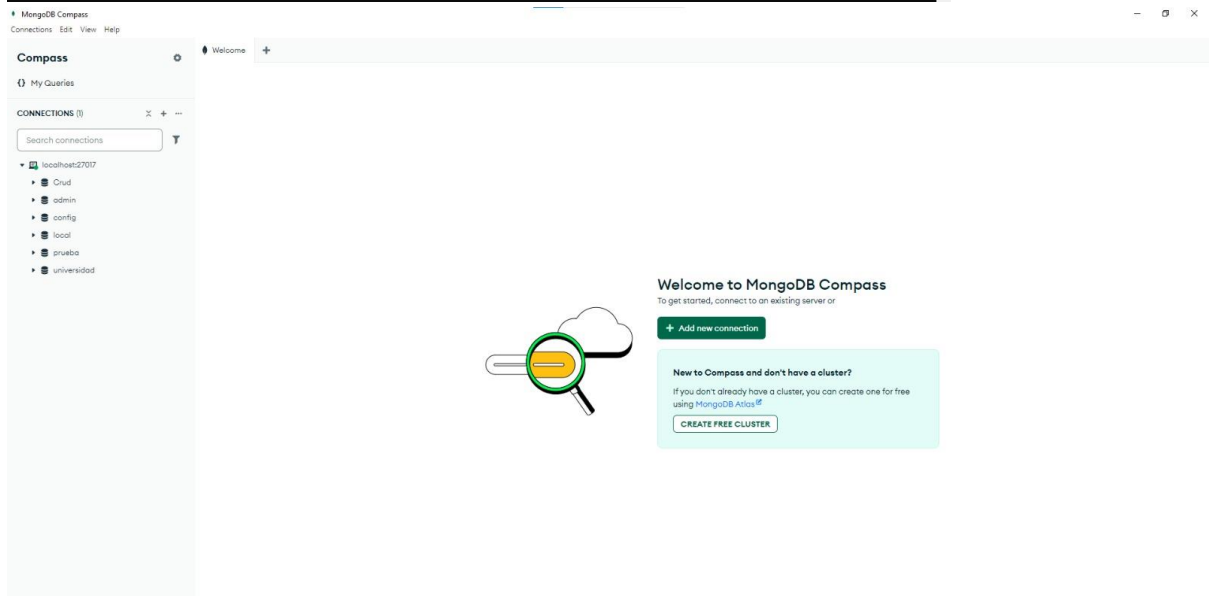 MongoDB Compass
Connections Edit View Help
Compass
Welcome
My Queries
CONNECTIONS (1)
Search connections
localhost:27017
Crud
admin
config
local
prueba
universidad
Welcome to MongoDB Compass
To get started, connect to an existing server or
+ Add new connection
New to Compass and don't have a cluster?
If you don't already have a cluster, you can create one for free
using MongoDB Atlas
CREATE FREE CLUSTER